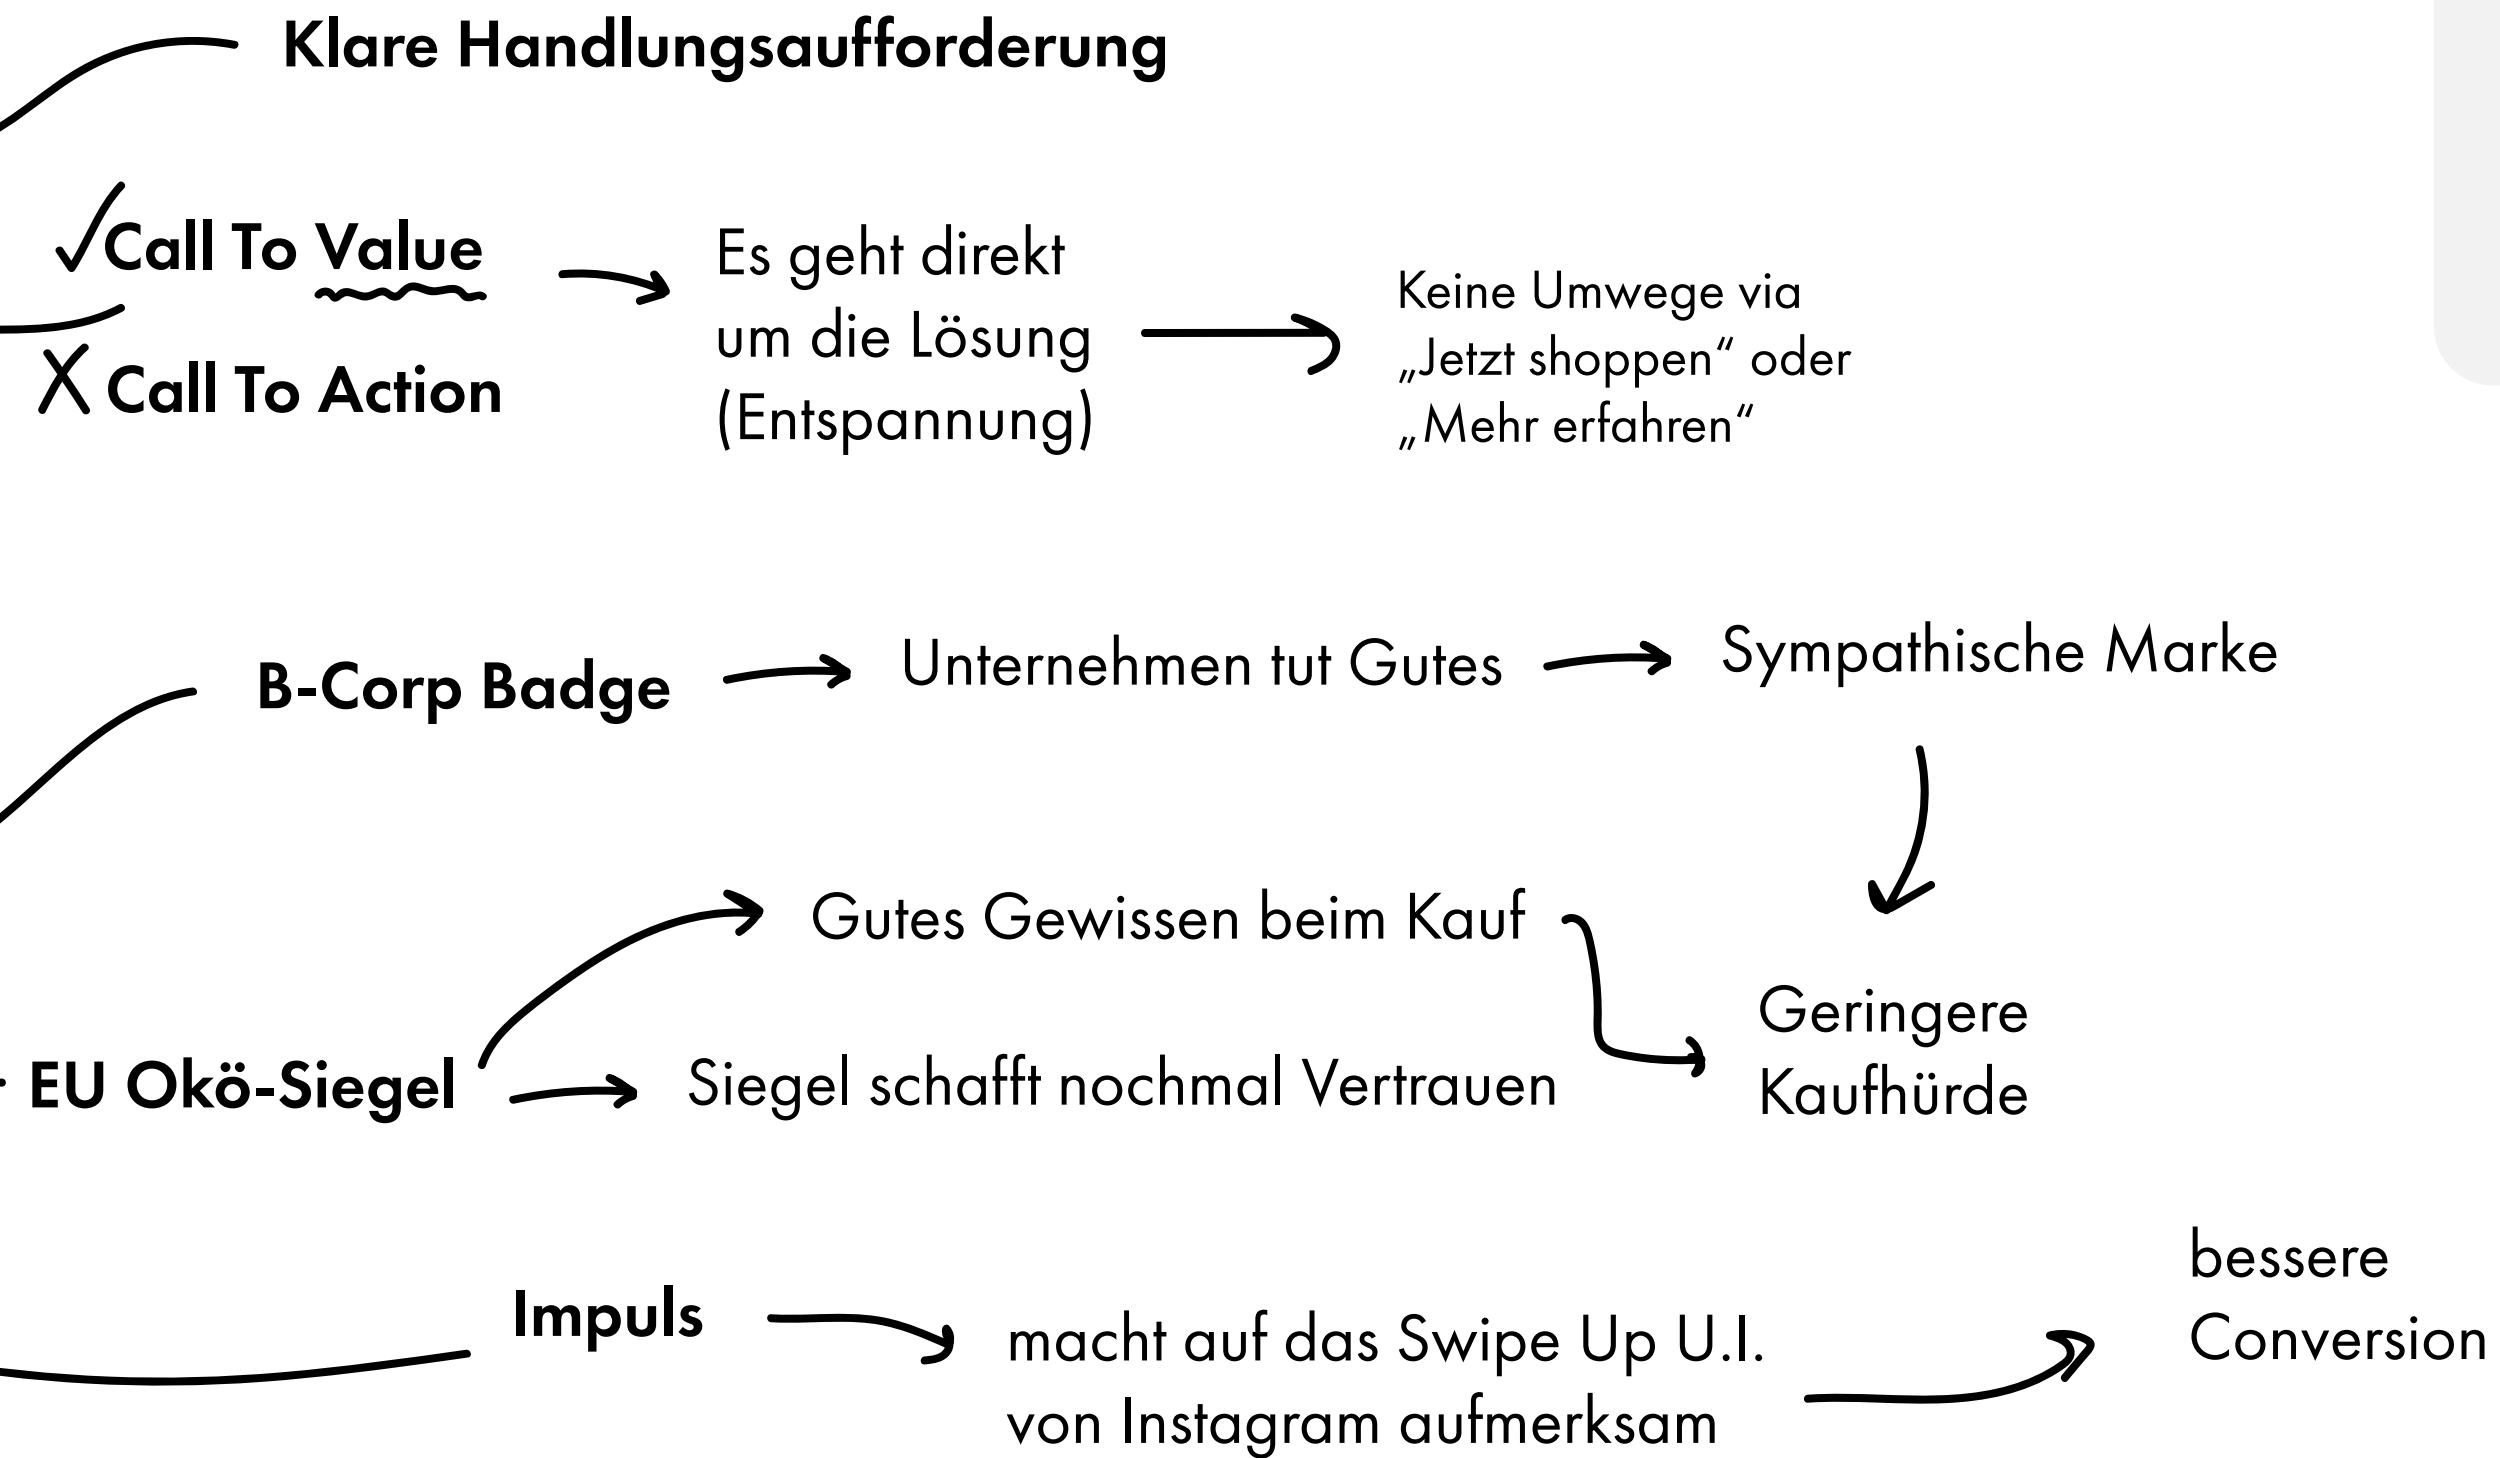 Klare Handlungsaufforderung
Call To Value
Call To Action
Es geht direkt
um die Lösung
(Entspannung)
Keine Umwege via
„Jetzt shoppen“ oder
„Mehr erfahren“
B-Corp Badge
Unternehmen tut Gutes
Sympathische Marke
Gutes Gewissen beim Kauf
Geringere
Kaufhürde
EU Okö-Siegel
Siegel schafft nochmal Vertrauen
Impuls
macht auf das Swipe Up U.I.
von Instagram aufmerksam
bessere
Conversion